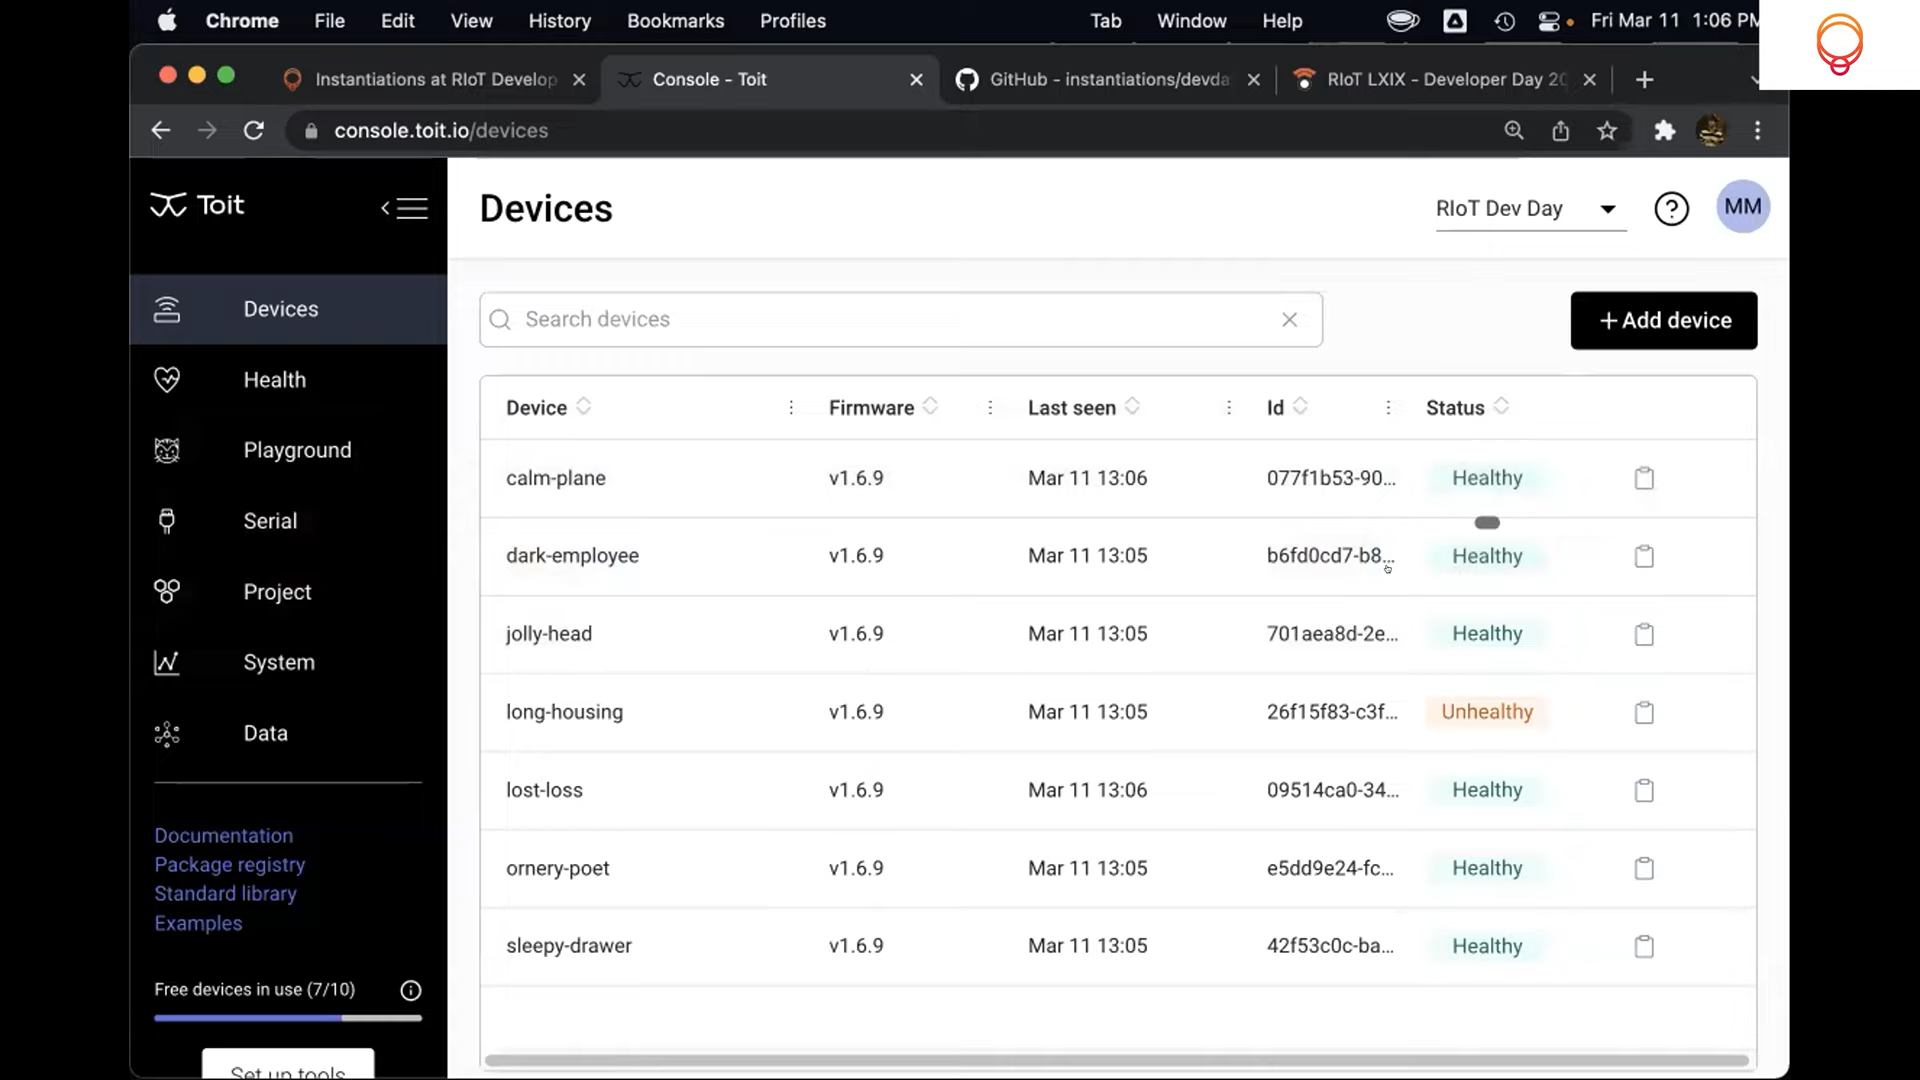 Chrome File Edit View History Bookmarks Profiles Tab Window Help Fri Mar 11 1:06 PM
Instantiations at RIoT Develop
Console - Toit
GitHub - instantiations/devda
RIoT LXIX - Developer Day 20
console.toit.io/devices
Toit
Devices
RIoT Dev Day
MM
Devices
Health
Playground
Serial
Project
System
Data
Documentation
Package registry
Standard library
Examples
Free devices in use (7/10)
Set up tools
Search devices
+ Add device
Device Firmware Last seen Id Status
calm-plane v1.6.9 Mar 11 13:06 077f1b53-90... Healthy
dark-employee v1.6.9 Mar 11 13:05 b6fd0cd7-b8... Healthy
jolly-head v1.6.9 Mar 11 13:05 701aea8d-2e... Healthy
long-housing v1.6.9 Mar 11 13:05 26f15f83-c3f... Unhealthy
lost-loss v1.6.9 Mar 11 13:06 09514ca0-34... Healthy
ornery-poet v1.6.9 Mar 11 13:05 e5dd9e24-fc... Healthy
sleepy-drawer v1.6.9 Mar 11 13:05 42f53c0c-ba... Healthy